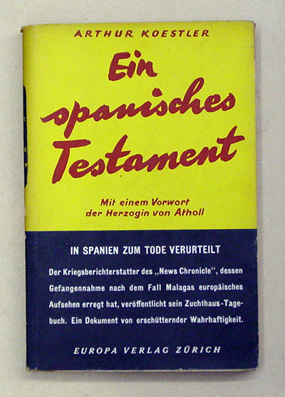 ARTHUR KOESTLER
Ein
spanisches
Testament
Mit einem Vorwort
der Herzogin von Atholl
IN SPANIEN ZUM TODE VERURTEILT
Der Kriegsberichterstatter des „News Chronicle", dessen
Gefangennahme nach dem Fall Malagas europäisches
Aufsehen erregt hat, veröffentlicht sein Zuchthaus-Tage-
buch. Ein Dokument von erschütternder Wahrhaftigkeit.
EUROPA VERLAG ZÜRICH